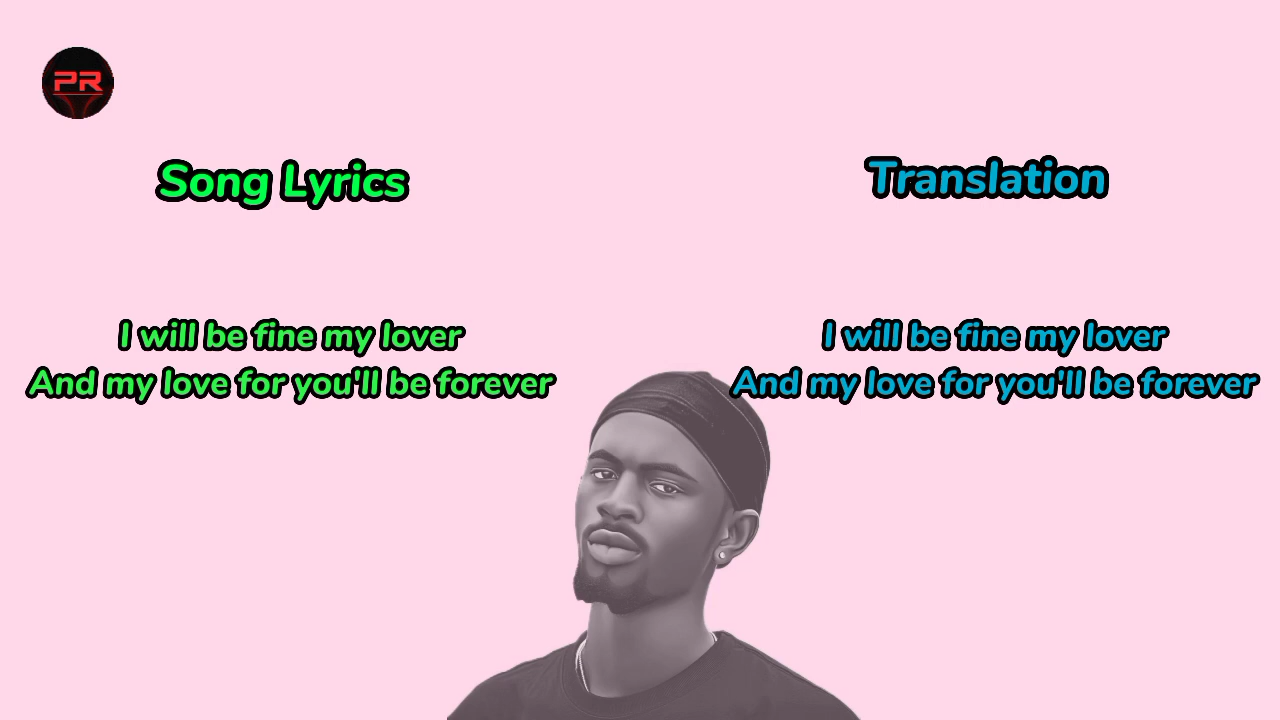 PR
Song Lyrics
Translation
I will be fine my lover
And my love for you'll be forever
I will be fine my lover
And my love for you'll be forever